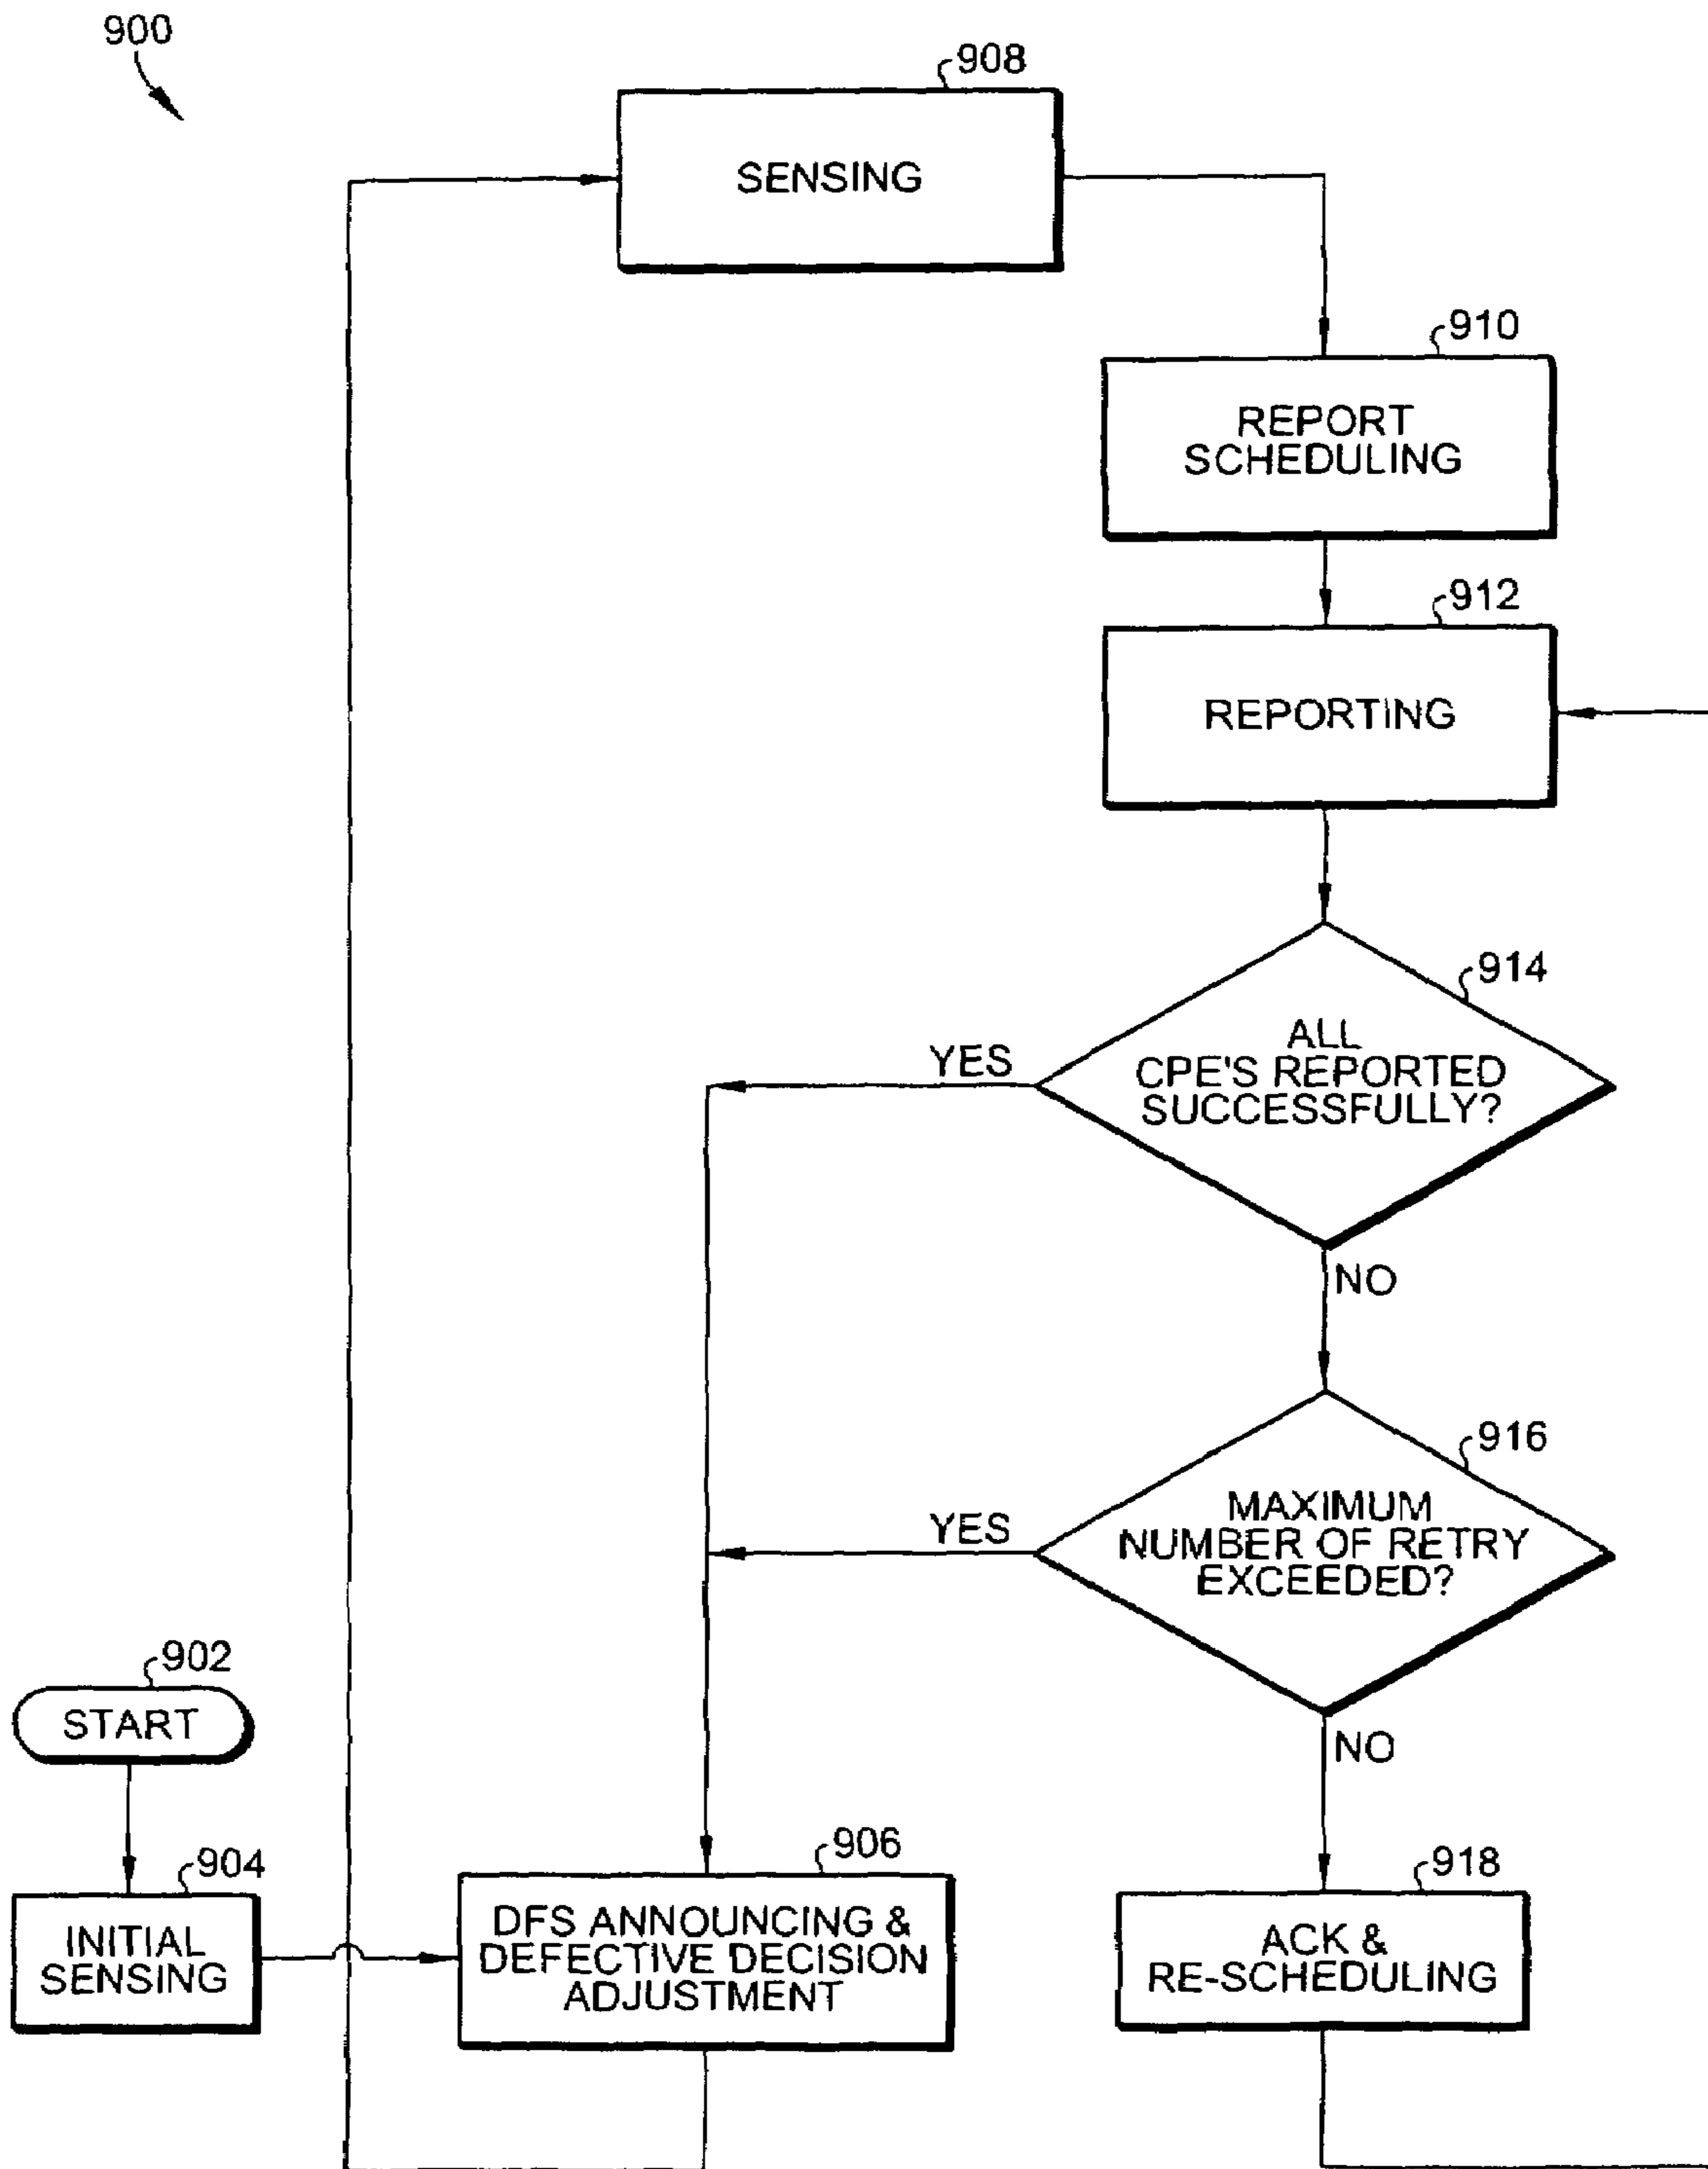 900
908
SENSING
910
REPORT
SCHEDULING
912
REPORTING
914
ALL
CPE'S REPORTED
SUCCESSFULLY?
YES
NO
916
MAXIMUM
NUMBER OF RETRY
EXCEEDED?
YES
NO
902
START
904
INITIAL
SENSING
906
DFS ANNOUNCING &
DEFECTIVE DECISION
ADJUSTMENT
918
ACK &
RE-SCHEDULING